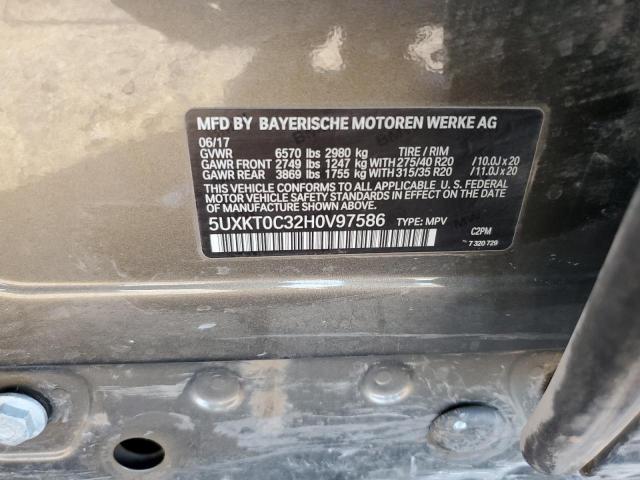 MFD BY BAYERISCHE MOTOREN WERKE AG
06/17
GVWR 6570 lbs 2980 kg TIRE / RIM
GAWR FRONT 2749 lbs 1247 kg WITH 275/40 R20 /10.0J x 20
GAWR REAR 3869 lbs 1755 kg WITH 315/35 R20 /11.0J x 20
THIS VEHICLE CONFORMS TO ALL APPLICABLE U. S. FEDERAL
MOTOR VEHICLE SAFETY STANDARDS IN EFFECT ON THE DATE OF
MANUFACTURE SHOWN ABOVE.
5UXKT0C32H0V97586 TYPE: MPV
C2PM
7 320 729